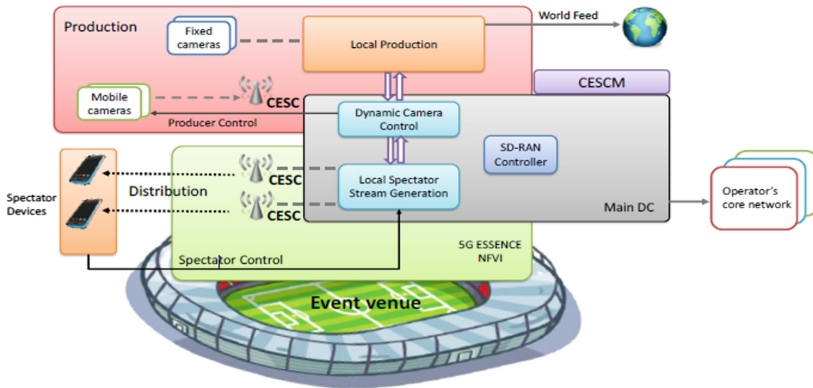 Production
Fixed
cameras
Local Production
World Feed
Mobile
cameras
CESC
CESCM
Producer Control
Dynamic Camera
Control
SD-RAN
Controller
Spectator
Devices
Distribution
CESC
CESC
Local Spectator
Stream Generation
Main DC
Operator's
core network
Spectator Control
5G ESSENCE
NFVI
Event venue